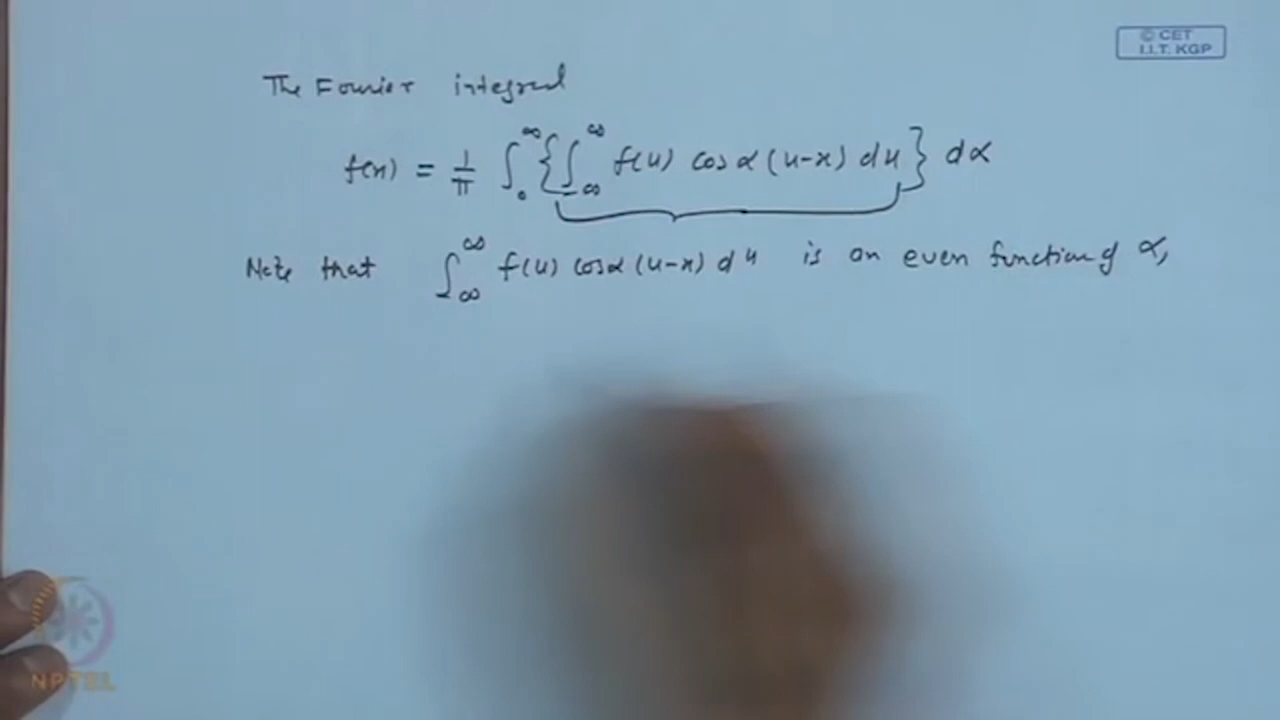 © CET
I.I.T. KGP
The Fourier integral
f(x) = 1/π ∫₀^∞ { ∫_{-∞}^∞ f(u) cos α (u-x) du } dα
Note that ∫_{-∞}^∞ f(u) cos α (u-x) du is an even function of α,
NPTEL